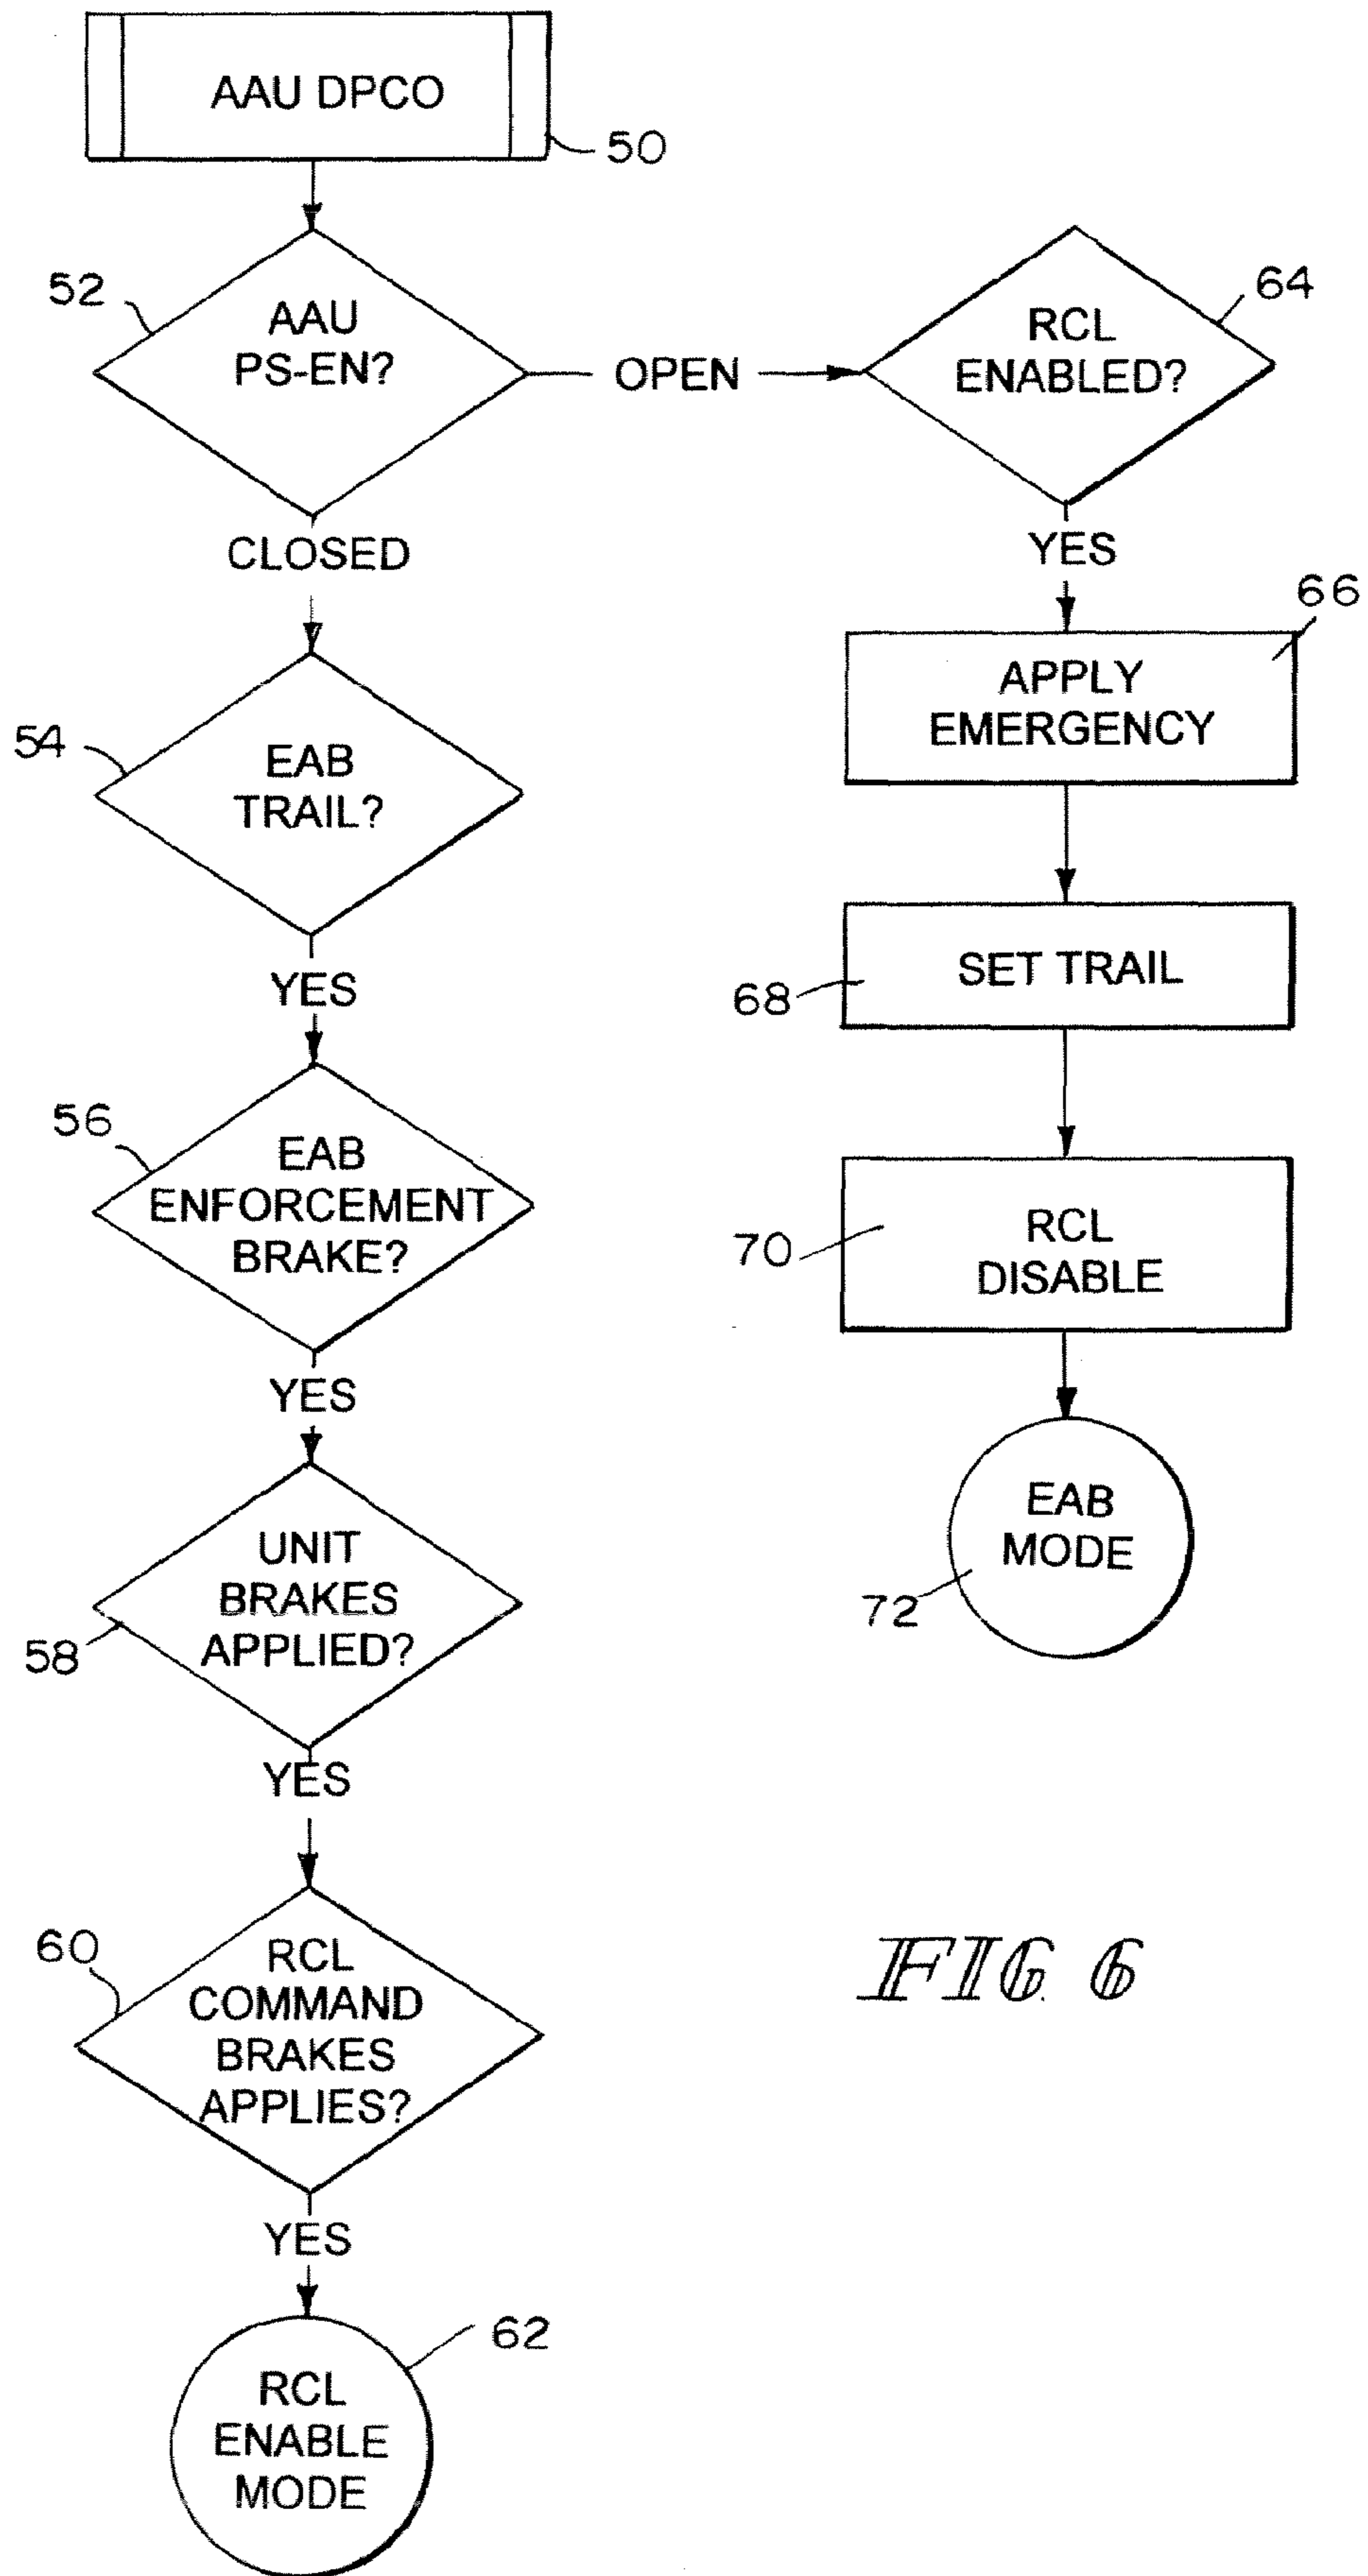 AAU DPCO
50
52
AAU
PS-EN?
OPEN
CLOSED
54
EAB
TRAIL?
YES
56
EAB
ENFORCEMENT
BRAKE?
YES
58
UNIT
BRAKES
APPLIED?
YES
60
RCL
COMMAND
BRAKES
APPLIES?
YES
62
RCL
ENABLE
MODE
64
RCL
ENABLED?
YES
66
APPLY
EMERGENCY
68
SET TRAIL
70
RCL
DISABLE
72
EAB
MODE
FIG. 6